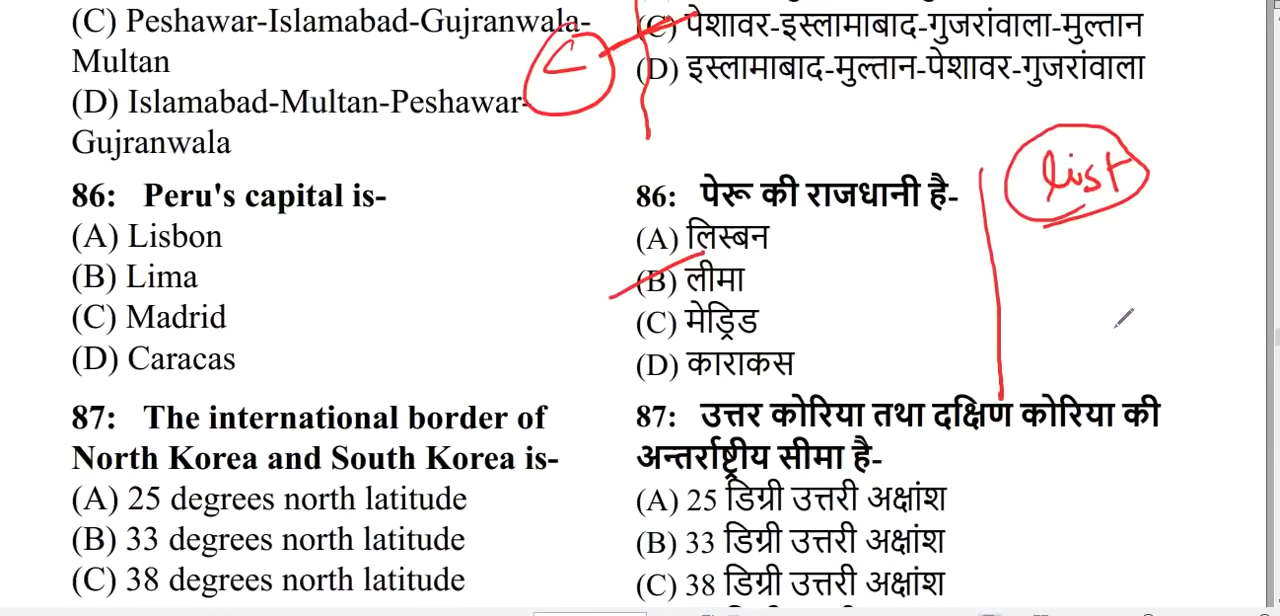 (C) Peshawar-Islamabad-Gujranwala-
Multan
(D) Islamabad-Multan-Peshawar-
Gujranwala
86: Peru's capital is-
(A) Lisbon
(B) Lima
(C) Madrid
(D) Caracas
87: The international border of
North Korea and South Korea is-
(A) 25 degrees north latitude
(B) 33 degrees north latitude
(C) 38 degrees north latitude
C
(C) पेशावर-इस्लामाबाद-गुजरांवाला-मुल्तान
(D) इस्लामाबाद-मुल्तान-पेशावर-गुजरांवाला
86: पेरू की राजधानी है-
(A) लिस्बन
(B) लीमा
(C) मेड्रिड
(D) काराकस
list
87: उत्तर कोरिया तथा दक्षिण कोरिया की
अन्तर्राष्ट्रीय सीमा है-
(A) 25 डिग्री उत्तरी अक्षांश
(B) 33 डिग्री उत्तरी अक्षांश
(C) 38 डिग्री उत्तरी अक्षांश